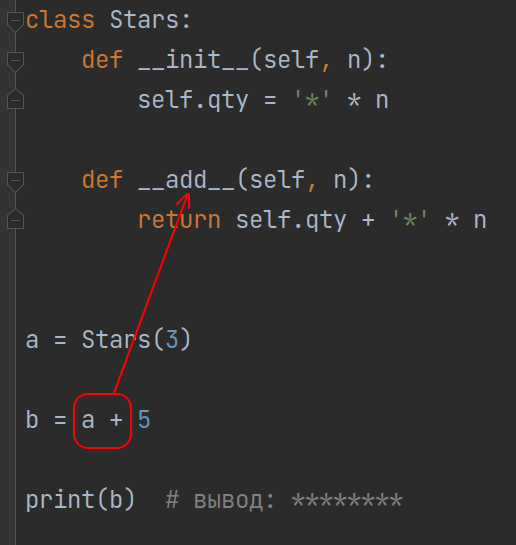 class Stars:
def __init__(self, n):
self.qty = '*' * n
def __add__(self, n):
return self.qty + '*' * n
a = Stars(3)
b = a + 5
print(b)  # вывод: ********